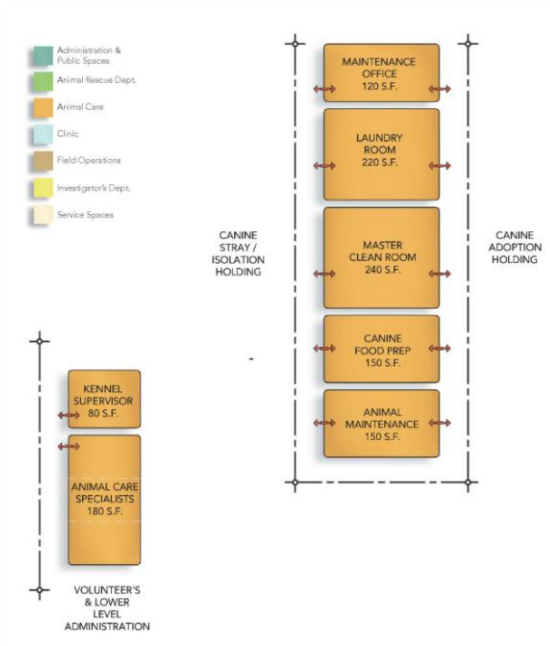 Administration &
Public Spaces
Animal Rescue Dept.
Animal Care
Clinic
Field Operations
Investigator's Dept.
Service Spaces
MAINTENANCE
OFFICE
120 S.F.
LAUNDRY
ROOM
220 S.F.
CANINE
STRAY /
ISOLATION
HOLDING
MASTER
CLEAN ROOM
240 S.F.
CANINE
ADOPTION
HOLDING
CANINE
FOOD PREP
150 S.F.
ANIMAL
MAINTENANCE
150 S.F.
KENNEL
SUPERVISOR
80 S.F.
ANIMAL CARE
SPECIALISTS
180 S.F.
VOLUNTEER'S
& LOWER
LEVEL
ADMINISTRATION